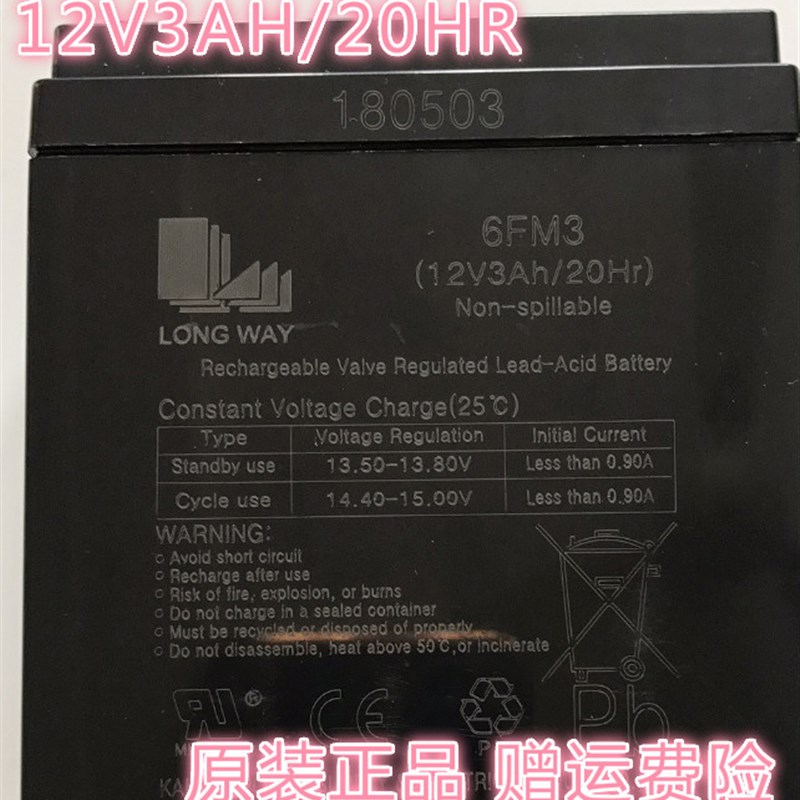 12V3AH/20HR
180503
6FM3
(12V3Ah/20Hr)
Non-spillable
LONG WAY
Rechargeable Valve Regulated Lead-Acid Battery
Constant Voltage Charge(25℃)
Type Voltage Regulation Initial Current
Standby use 13.50-13.80V Less than 0.90A
Cycle use 14.40-15.00V Less than 0.90A
WARNING:
Avoid short circuit
Recharge after use
Risk of fire, explosion, or burns
Do not charge in a sealed container
Must be recycled or disposed of properly
Do not disassemble, heat above 50℃,or incinerate
RU® CE Pb
原装正品 赠运费险